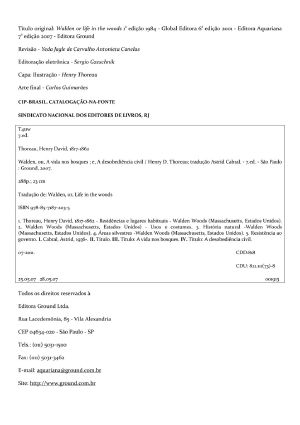 Título original: Walden or life in the woods 1ª edição 1984 - Global Editora 6ª edição 2001 - Editora Aquariana
7ª edição 2007 - Editora Ground
Revisão - Yeda Jagle de Carvalho Antonieta Canelas
Editoração eletrônica - Sergio Gzeschnik
Capa: Ilustração - Henry Thoreau
Arte final - Carlos Guimarães
CIP-BRASIL. CATALOGAÇÃO-NA-FONTE
SINDICATO NACIONAL DOS EDITORES DE LIVROS, RJ
T411w
7.ed.
Thoreau, Henry David, 1817-1862
Walden, ou, A vida nos bosques ; e, A desobediência civil / Henry D. Thoreau; tradução Astrid Cabral. - 7.ed. - São Paulo
: Ground, 2007.
288p.; 23 cm
Tradução de: Walden, or, Life in the woods
ISBN 978-85-7187-203-5
1. Thoreau, Henry David, 1817-1862 - Residências e lugares habituais - Walden Woods (Massachusetts, Estados Unidos).
2. Walden Woods (Massachusetts, Estados Unidos) - Usos e costumes. 3. História natural -Walden Woods
(Massachusetts, Estados Unidos). 4. Áreas silvestres -Walden Woods (Massachusetts, Estados Unidos). 5. Resistência ao
governo. I. Cabral, Astrid, 1936-. II. Título. III. Título: A vida nos bosques. IV. Título: A desobediência civil.
CDD:818
CDU: 821.111(73)-8
25.05.07 28.05.07
Todos os direitos reservados à
Editora Ground Ltda.
Rua Lacedemônia, 85 - Vila Alexandria
CEP 04634-020 - São Paulo - SP
Tels.: (011) 5031-1500
Fax: (011) 5031-3462
E-mail: aquariana@ground.com.br
Site: http://www.ground.com.br